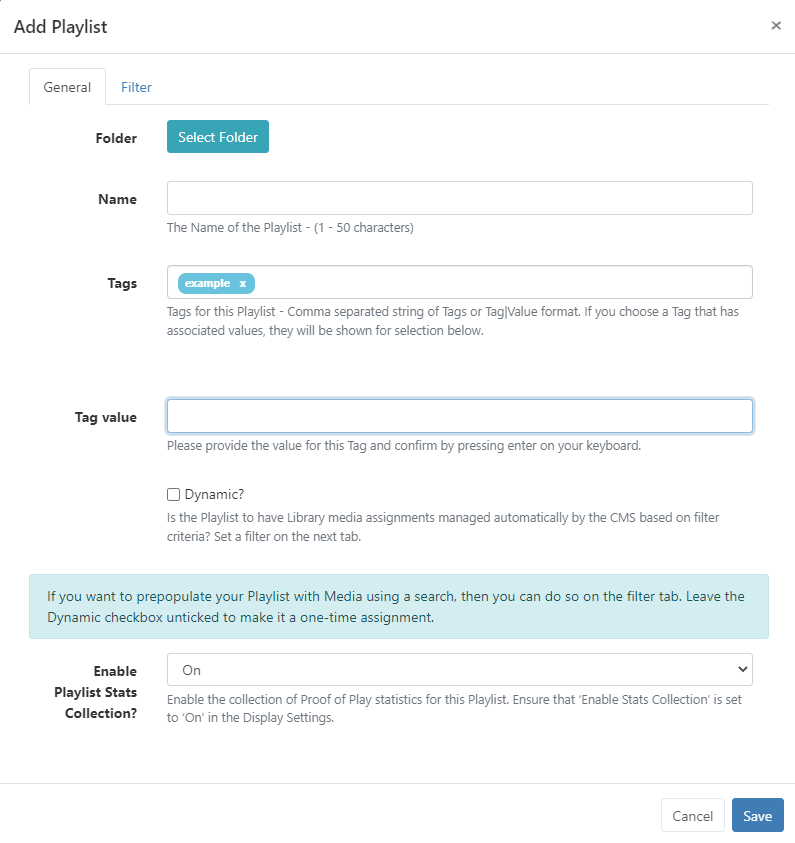 Add Playlist ×
General Filter
Folder Select Folder
Name
The Name of the Playlist - (1 - 50 characters)
Tags example x
Tags for this Playlist - Comma separated string of Tags or Tag|Value format. If you choose a Tag that has
associated values, they will be shown for selection below.
Tag value
Please provide the value for this Tag and confirm by pressing enter on your keyboard.
Dynamic?
Is the Playlist to have Library media assignments managed automatically by the CMS based on filter
criteria? Set a filter on the next tab.
If you want to prepopulate your Playlist with Media using a search, then you can do so on the filter tab. Leave the
Dynamic checkbox unticked to make it a one-time assignment.
Enable
Playlist Stats
Collection?
On
Enable the collection of Proof of Play statistics for this Playlist. Ensure that ‘Enable Stats Collection’ is set
to ‘On’ in the Display Settings.
Cancel Save